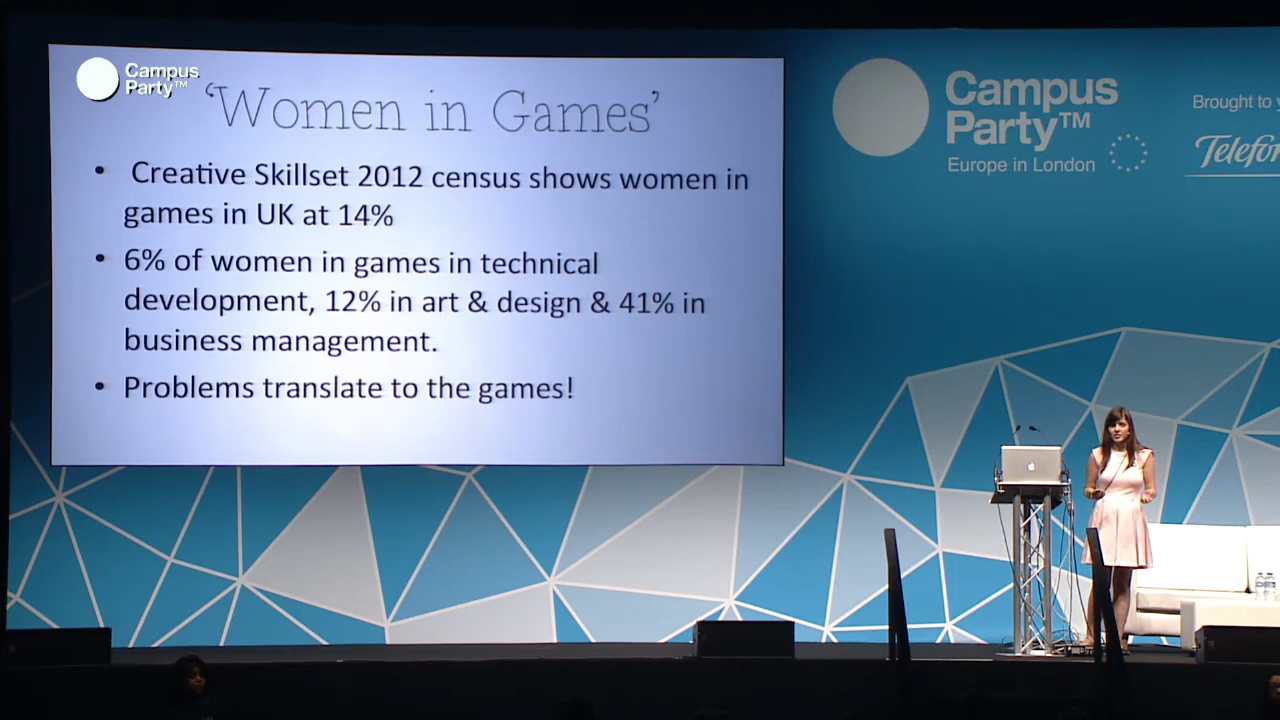 Campus
Party™
'Women in Games'
• Creative Skillset 2012 census shows women in
games in UK at 14%
• 6% of women in games in technical
development, 12% in art & design & 41% in
business management.
• Problems translate to the games!
Campus
Party™
Europe in London
Brought to
Telefo